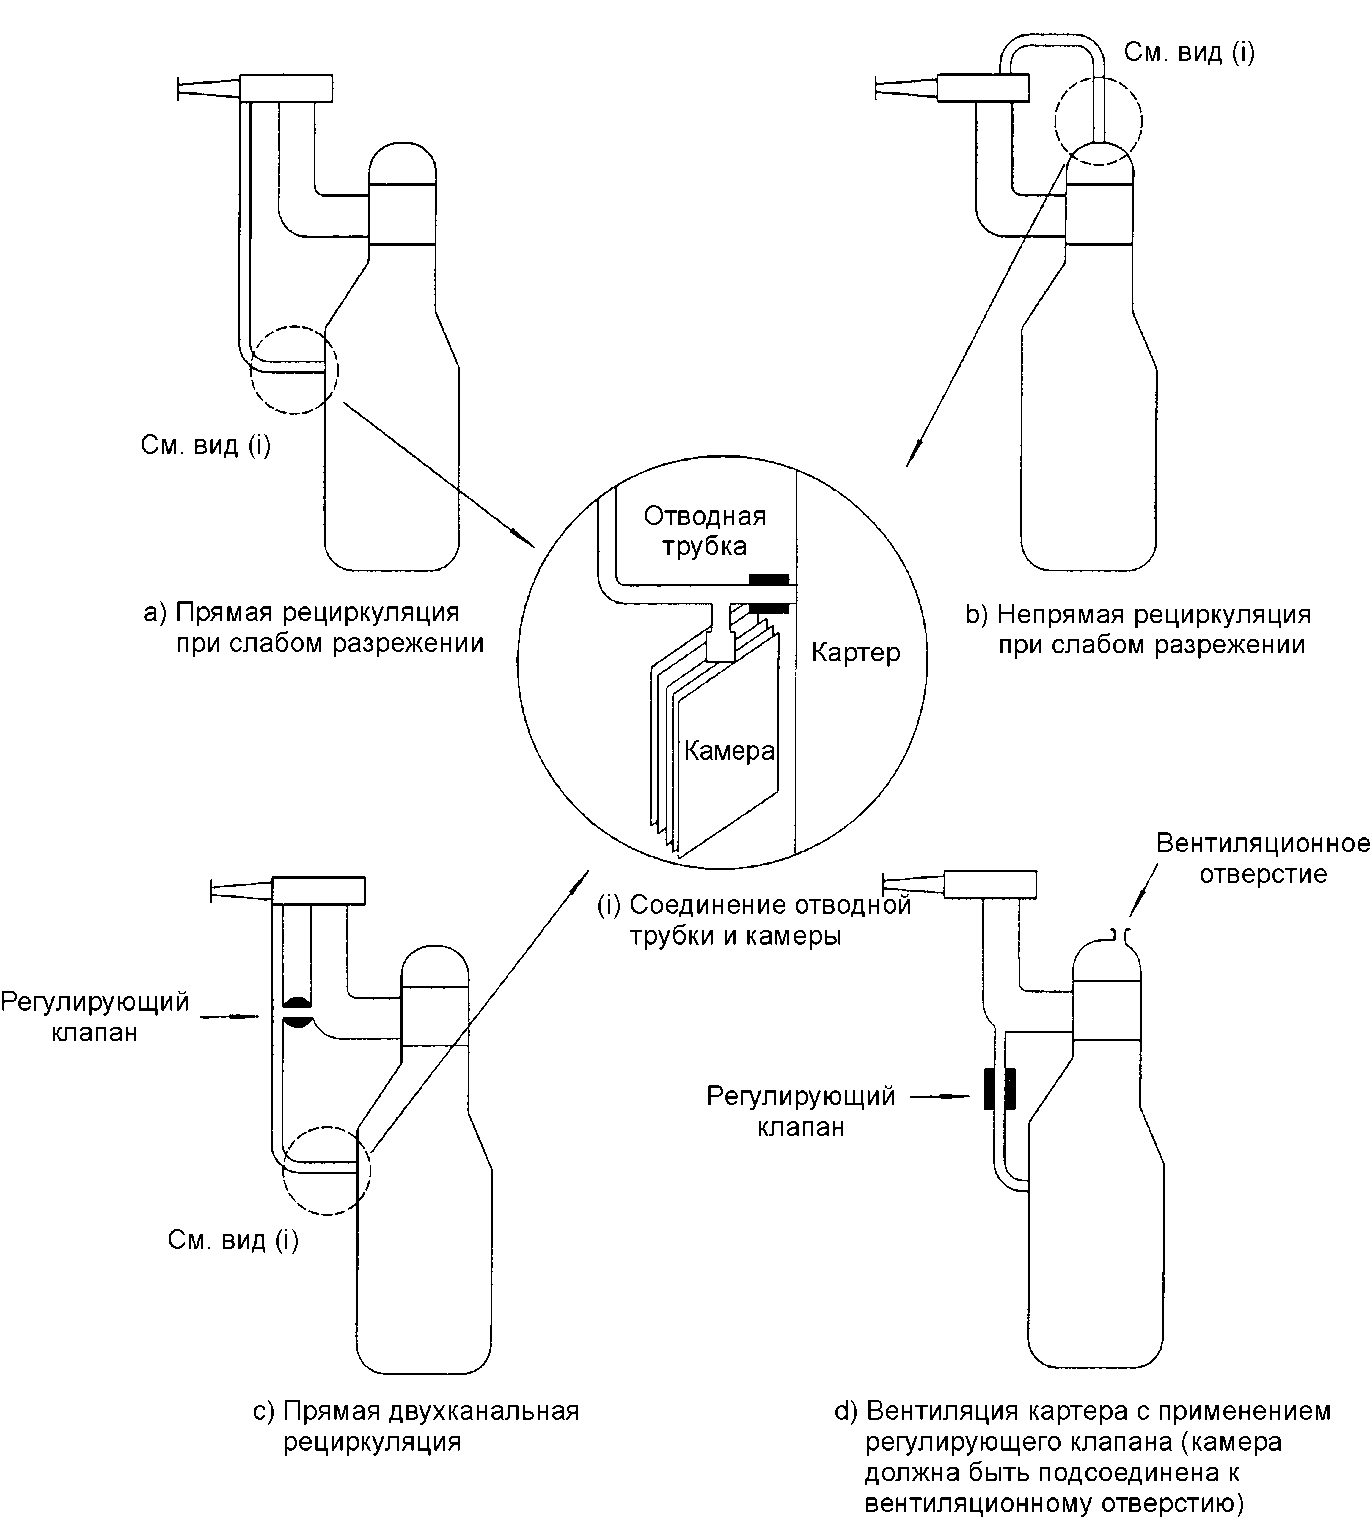 См. вид (i)
См. вид (i)
Отводная
трубка
a) Прямая рециркуляция
при слабом разрежении
b) Непрямая рециркуляция
при слабом разрежении
Картер
Камера
Вентиляционное
отверстие
(i) Соединение отводной
трубки и камеры
Регулирующий
клапан
Регулирующий
клапан
См. вид (i)
c) Прямая двухканальная
рециркуляция
d) Вентиляция картера с применением
регулирующего клапана (камера
должна быть подсоединена к
вентиляционному отверстию)